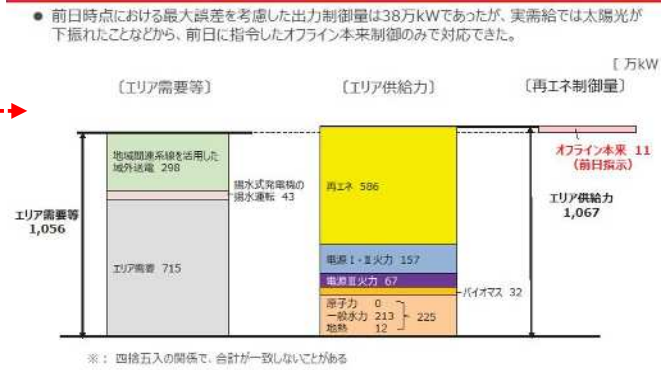 ● 前日時点における最大誤差を考慮した出力制御量は38万kWであったが、実需給では太陽光が
下振れたことなどから、前日に指令したオフライン本来制御のみで対応できた。
[ 万kW
〔エリア需要等〕
〔エリア供給力〕
〔再エネ制御量〕
地域間連系線を活用した
域外送電 298
揚水式発電機の
揚水運転 43
エリア需要等
1,056
エリア需要 715
再エネ 586
電源Ⅰ・Ⅱ火力 157
電源Ⅲ火力 67
バイオマス 32
原子力 0
一般水力 213
地熱 12
225
オフライン本来 11
(前日指示)
エリア供給力
1,067
※： 四捨五入の関係で、合計が一致しないことがある